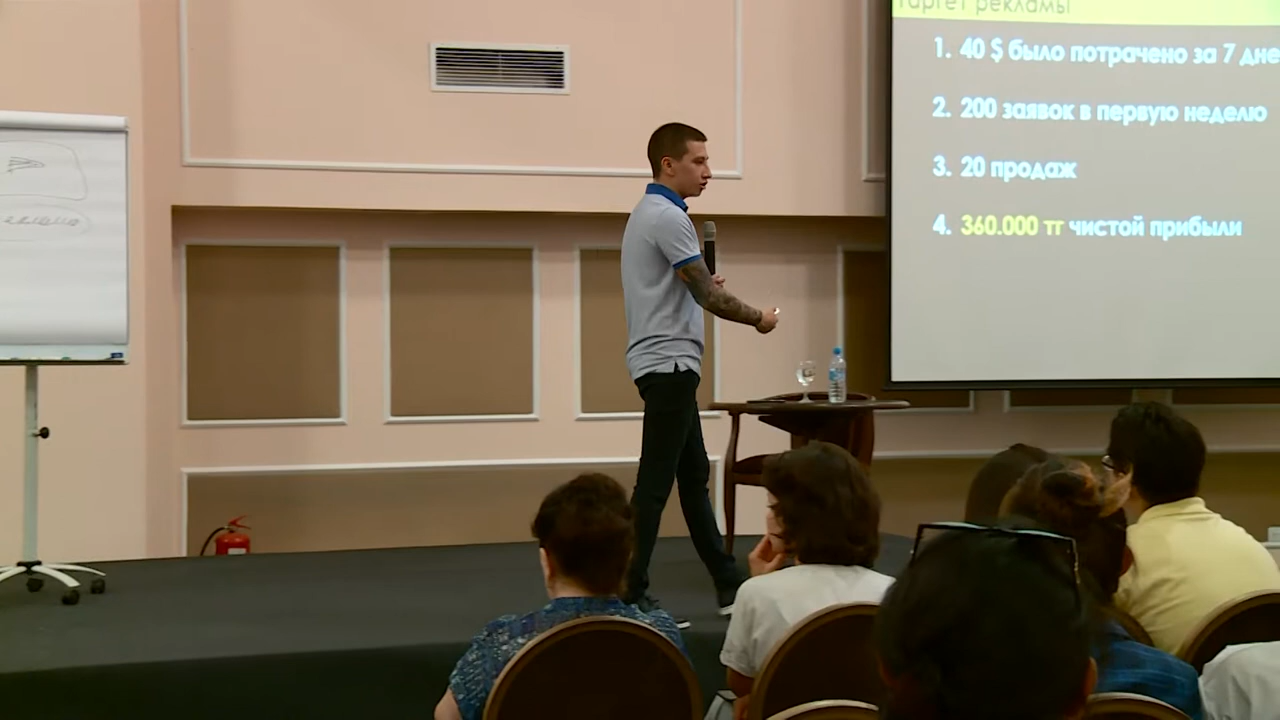 таргет рекламы
1. 40 $ было потрачено за 7 дне
2. 200 заявок в первую неделю
3. 20 продаж
4. 360.000 тг чистой прибыли